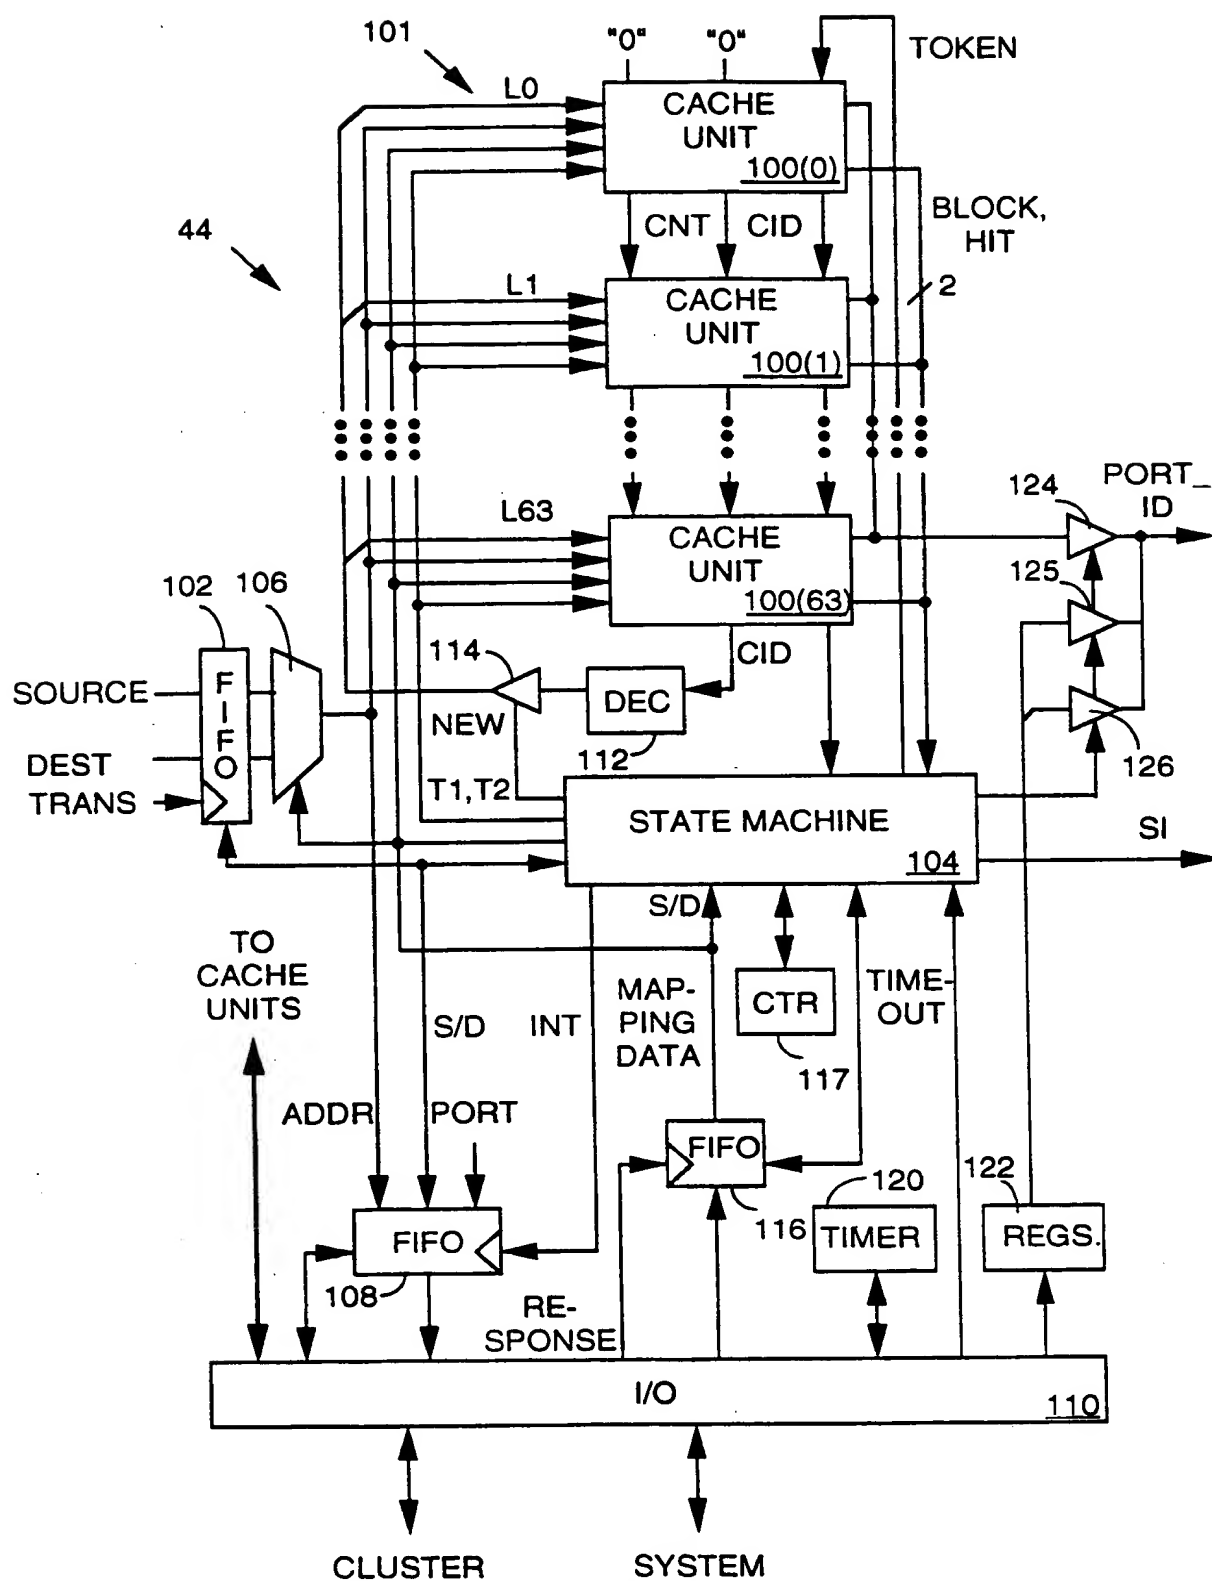 101
"0"
"0"
TOKEN
L0
CACHE
UNIT
100(0)
44
CNT
CID
BLOCK,
HIT
L1
CACHE
UNIT
100(1)
2
L63
CACHE
UNIT
100(63)
124
PORT_
ID
125
102
106
114
CID
SOURCE
FIFO
DEC
NEW
112
126
DEST
TRANS
T1,T2
STATE MACHINE
104
SI
S/D
TO
CACHE
UNITS
S/D
INT
MAP-
PING
DATA
CTR
117
TIME-
OUT
ADDR
PORT
FIFO
116
120
TIMER
122
REGS.
FIFO
108
RE-
SPONSE
I/O
110
CLUSTER
SYSTEM